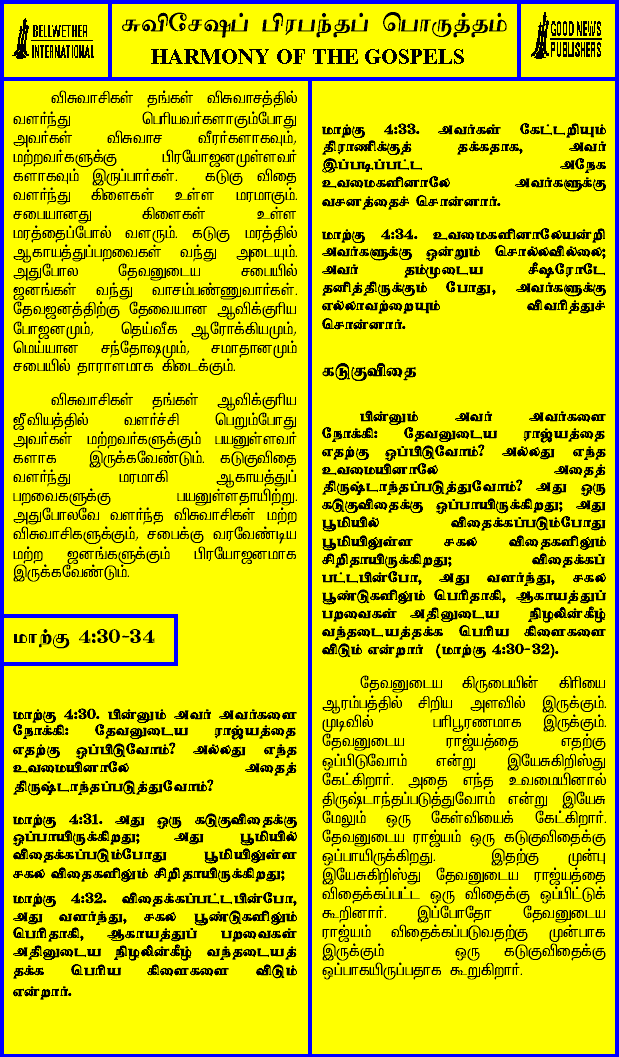 BELLWETHER
INTERNATIONAL
சுவிசேஷப் பிரபந்தப் பொருத்தம்
HARMONY OF THE GOSPELS
GOOD NEWS
PUBLISHERS
விசுவாசிகள் தங்கள் விசுவாசத்தில்
வளர்ந்து பெரியவர்களாகும்போது
அவர்கள் விசுவாச வீரர்களாகவும்,
மற்றவர்களுக்கு பிரயோஜனமுள்ளவர்
களாகவும் இருப்பார்கள். கடுகு விதை
வளர்ந்து கிளைகள் உள்ள மரமாகும்.
சபையானது கிளைகள் உள்ள
மரத்தைப்போல் வளரும். கடுகு மரத்தில்
ஆகாயத்துப்பறவைகள் வந்து அடையும்.
அதுபோல தேவனுடைய சபையில்
ஜனங்கள் வந்து வாசம்பண்ணுவார்கள்.
தேவஜனத்திற்கு தேவையான ஆவிக்குரிய
போஜனமும், தெய்வீக ஆரோக்கியமும்,
மெய்யான சந்தோஷமும், சமாதானமும்
சபையில் தாராளமாக கிடைக்கும்.
விசுவாசிகள் தங்கள் ஆவிக்குரிய
ஜீவியத்தில் வளர்ச்சி பெறும்போது
அவர்கள் மற்றவர்களுக்கும் பயனுள்ளவர்
களாக இருக்கவேண்டும். கடுகுவிதை
வளர்ந்து மரமாகி ஆகாயத்துப்
பறவைகளுக்கு பயனுள்ளதாயிற்று.
அதுபோலவே வளர்ந்த விசுவாசிகள் மற்ற
விசுவாசிகளுக்கும், சபைக்கு வரவேண்டிய
மற்ற ஜனங்களுக்கும் பிரயோஜனமாக
இருக்கவேண்டும்.
மாற்கு 4:30-34
மாற்கு 4:30. பின்னும் அவர் அவர்களை
நோக்கி: தேவனுடைய ராஜ்யத்தை
எதற்கு ஒப்பிடுவோம்? அல்லது எந்த
உவமையினாலே அதைத்
திருஷ்டாந்தப்படுத்துவோம்?
மாற்கு 4:31. அது ஒரு கடுகுவிதைக்கு
ஒப்பாயிருக்கிறது; அது பூமியில்
விதைக்கப்படும்போது பூமியிலுள்ள
சகல விதைகளிலும் சிறிதாயிருக்கிறது;
மாற்கு 4:32. விதைக்கப்பட்டபின்போ,
அது வளர்ந்து, சகல பூண்டுகளிலும்
பெரிதாகி, ஆகாயத்துப் பறவைகள்
அதினுடைய நிழலின்கீழ் வந்தடையத்
தக்க பெரிய கிளைகளை விடும்
என்றார்.
மாற்கு 4:33. அவர்கள் கேட்டறியும்
திராணிக்குத் தக்கதாக, அவர்
இப்படிப்பட்ட அநேக
உவமைகளினாலே அவர்களுக்கு
வசனத்தைச் சொன்னார்.
மாற்கு 4:34. உவமைகளினாலேயன்றி
அவர்களுக்கு ஒன்றும் சொல்லவில்லை;
அவர் தம்முடைய சீஷரோடே
தனித்திருக்கும் போது, அவர்களுக்கு
எல்லாவற்றையும் விவரித்துச்
சொன்னார்.
கடுகுவிதை
பின்னும் அவர் அவர்களை
நோக்கி: தேவனுடைய ராஜ்யத்தை
எதற்கு ஒப்பிடுவோம்? அல்லது எந்த
உவமையினாலே அதைத்
திருஷ்டாந்தப்படுத்துவோம்? அது ஒரு
கடுகுவிதைக்கு ஒப்பாயிருக்கிறது; அது
பூமியில் விதைக்கப்படும்போது
பூமியிலுள்ள சகல விதைகளிலும்
சிறிதாயிருக்கிறது; விதைக்கப்
பட்டபின்போ, அது வளர்ந்து, சகல
பூண்டுகளிலும் பெரிதாகி, ஆகாயத்துப்
பறவைகள் அதினுடைய நிழலின்கீழ்
வந்தடையத்தக்க பெரிய கிளைகளை
விடும் என்றார் (மாற்கு 4:30-32).
தேவனுடைய கிருபையின் கிரியை
ஆரம்பத்தில் சிறிய அளவில் இருக்கும்.
முடிவில் பரிபூரணமாக இருக்கும்.
தேவனுடைய ராஜ்யத்தை எதற்கு
ஒப்பிடுவோம் என்று இயேசுகிறிஸ்து
கேட்கிறார். அதை எந்த உவமையினால்
திருஷ்டாந்தப்படுத்துவோம் என்று இயேசு
மேலும் ஒரு கேள்வியைக் கேட்கிறார்.
தேவனுடைய ராஜ்யம் ஒரு கடுகுவிதைக்கு
ஒப்பாயிருக்கிறது. இதற்கு முன்பு
இயேசுகிறிஸ்து தேவனுடைய ராஜ்யத்தை
விதைக்கப்பட்ட ஒரு விதைக்கு ஒப்பிட்டுக்
கூறினார். இப்போதோ தேவனுடைய
ராஜ்யம் விதைக்கப்படுவதற்கு முன்பாக
இருக்கும் ஒரு கடுகுவிதைக்கு
ஒப்பாகயிருப்பதாக கூறுகிறார்.